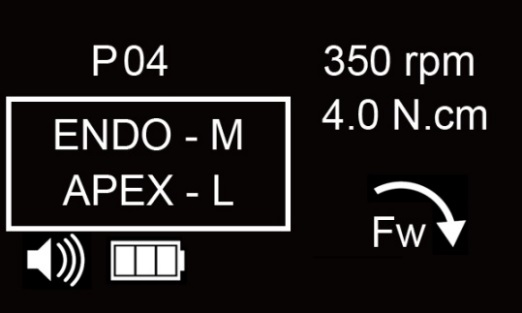 P04
350 rpm
4.0 N.cm
ENDO - M
APEX - L
Fw